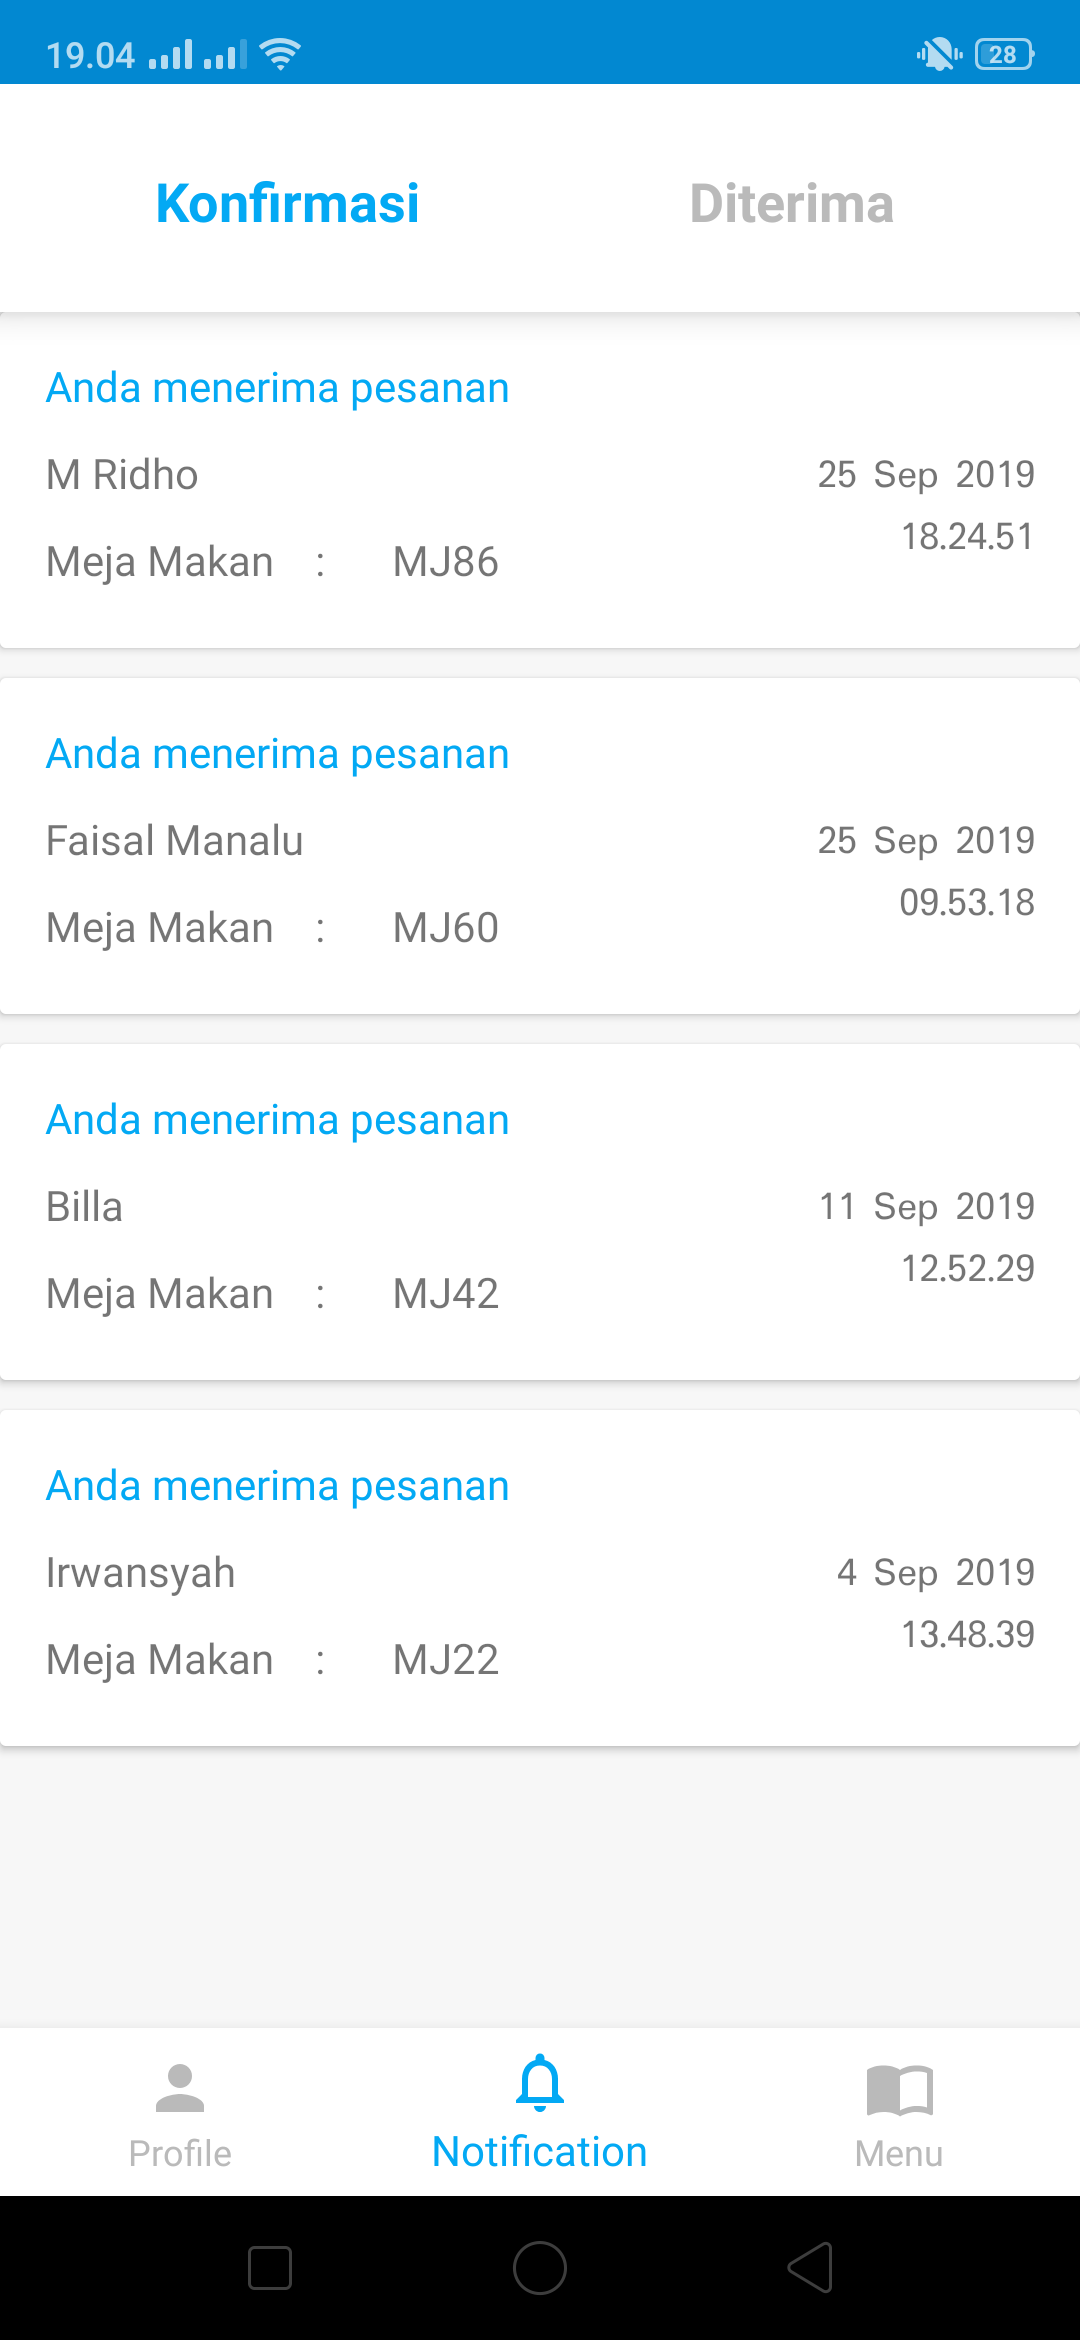 19.04 28
Konfirmasi Diterima
Anda menerima pesanan
M Ridho 25 Sep 2019
18.24.51
Meja Makan : MJ86
Anda menerima pesanan
Faisal Manalu 25 Sep 2019
09.53.18
Meja Makan : MJ60
Anda menerima pesanan
Billa 11 Sep 2019
12.52.29
Meja Makan : MJ42
Anda menerima pesanan
Irwansyah 4 Sep 2019
13.48.39
Meja Makan : MJ22
Profile Notification Menu